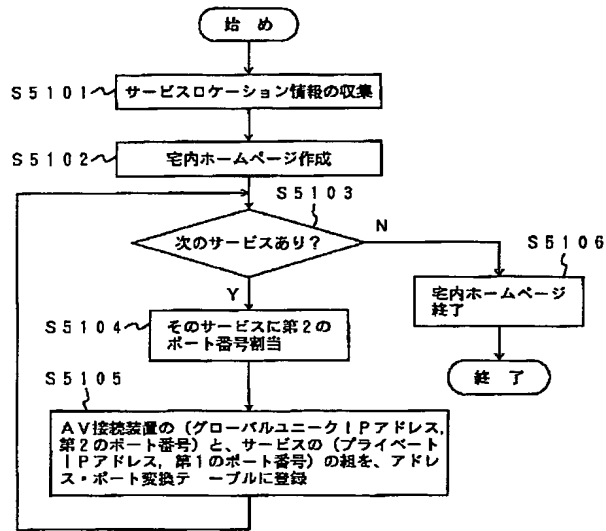 始 め
S5101
サービスロケーション情報の収集
S5102
宅内ホームページ作成
S5103
次のサービスあり？
N
Y
S5106
宅内ホームページ
終了
終 了
S5104
そのサービスに第２の
ポート番号割当
S5105
ＡＶ接続装置の（グローバルユニークＩＰアドレス，
第２のポート番号）と、サービスの（プライベート
ＩＰアドレス，第１のポート番号）の組を、アドレ
ス・ポート変換テ ーブルに登録